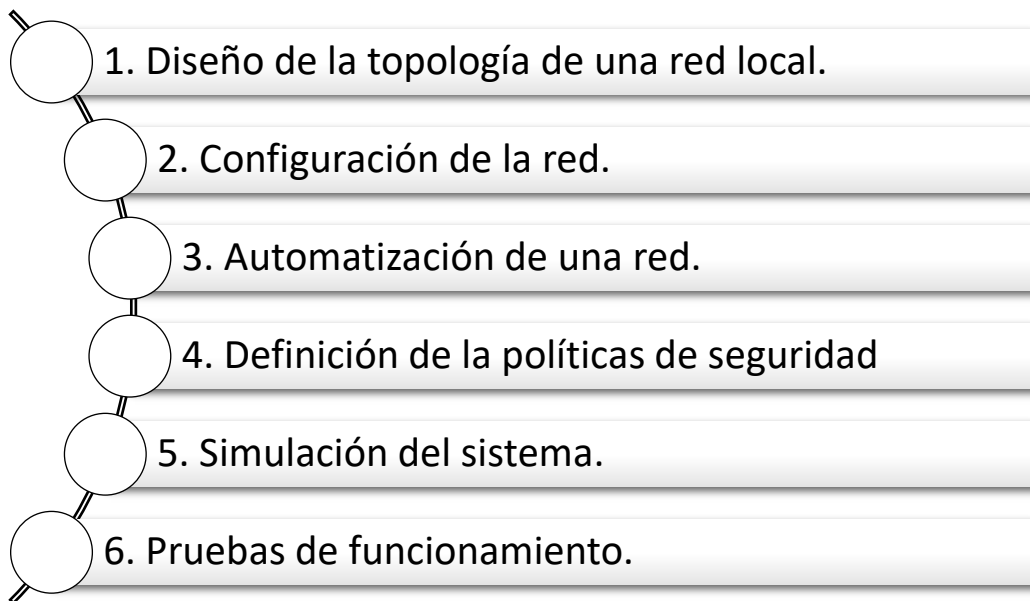 1. Diseño de la topología de una red local.
2. Configuración de la red.
3. Automatización de una red.
4. Definición de la políticas de seguridad
5. Simulación del sistema.
6. Pruebas de funcionamiento.